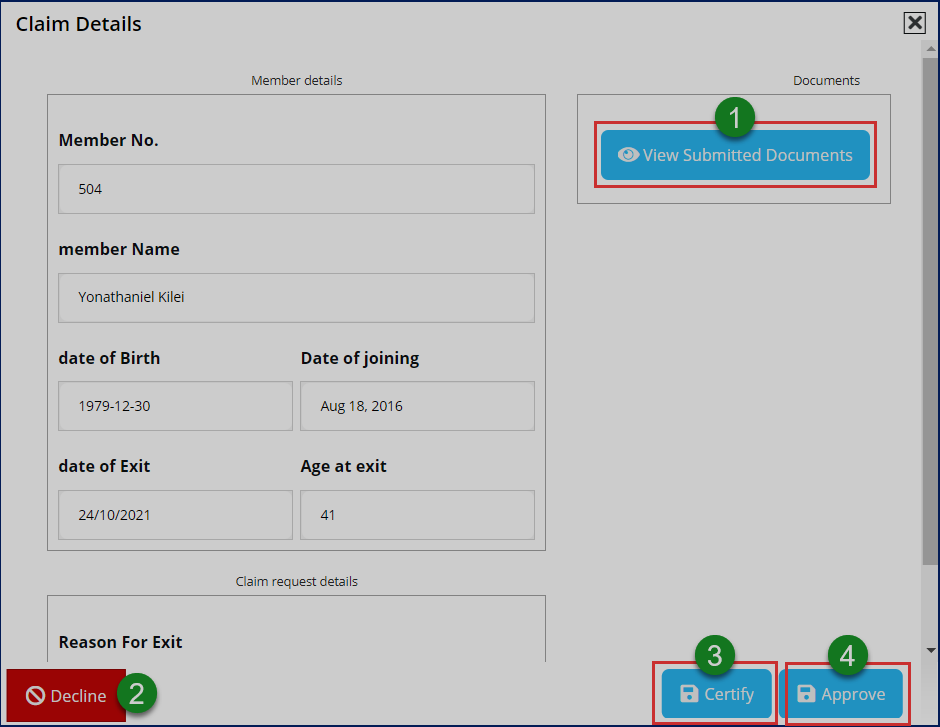 Claim Details
Member details
Documents
1
View Submitted Documents
Member No.
504
member Name
Yonathaniel Kilei
date of Birth Date of joining
1979-12-30 Aug 18, 2016
date of Exit Age at exit
24/10/2021 41
Claim request details
Reason For Exit
Decline 2
3
Certify
4
Approve